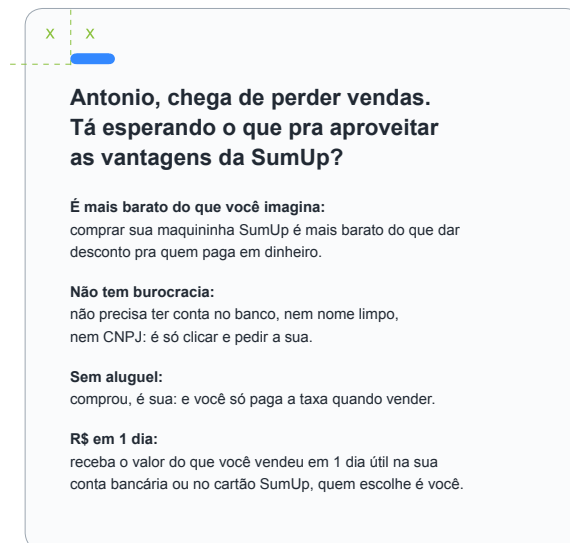 x x
Antonio, chega de perder vendas.
Tá esperando o que pra aproveitar
as vantagens da SumUp?
É mais barato do que você imagina:
comprar sua maquininha SumUp é mais barato do que dar
desconto pra quem paga em dinheiro.
Não tem burocracia:
não precisa ter conta no banco, nem nome limpo,
nem CNPJ: é só clicar e pedir a sua.
Sem aluguel:
comprou, é sua: e você só paga a taxa quando vender.
R$ em 1 dia:
receba o valor do que você vendeu em 1 dia útil na sua
conta bancária ou no cartão SumUp, quem escolhe é você.